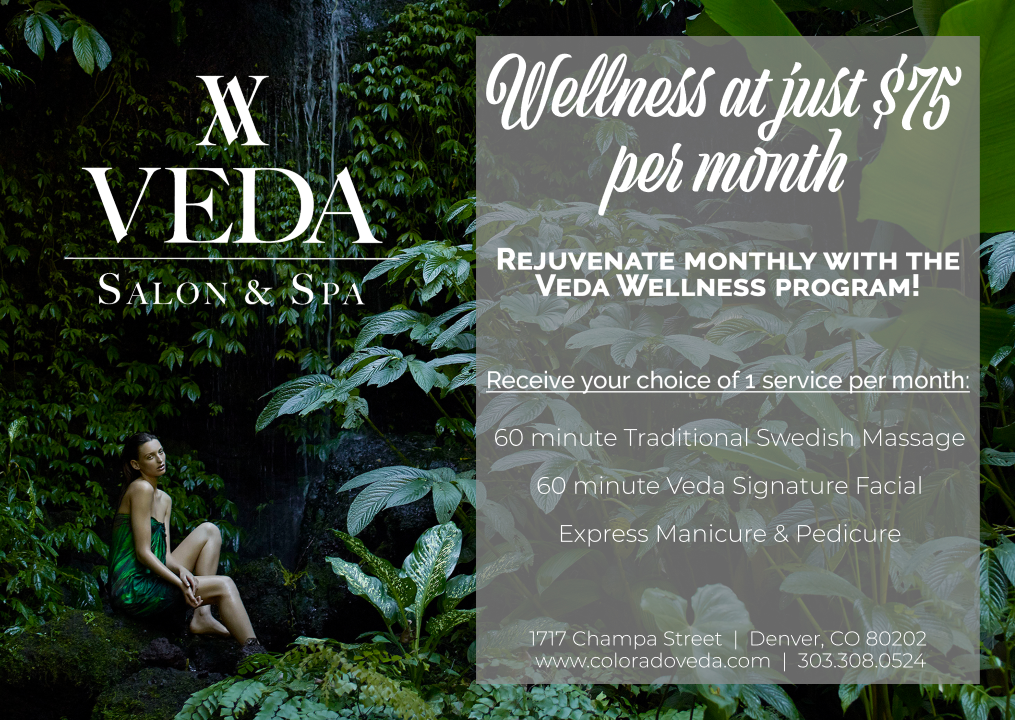 VEDA
Salon & Spa
Wellness at just $75
per month
Rejuvenate monthly with the
Veda Wellness program!
Receive your choice of 1 service per month:
60 minute Traditional Swedish Massage
60 minute Veda Signature Facial
Express Manicure & Pedicure
1717 Champa Street | Denver, CO 80202
www.coloradoveda.com | 303.308.0524